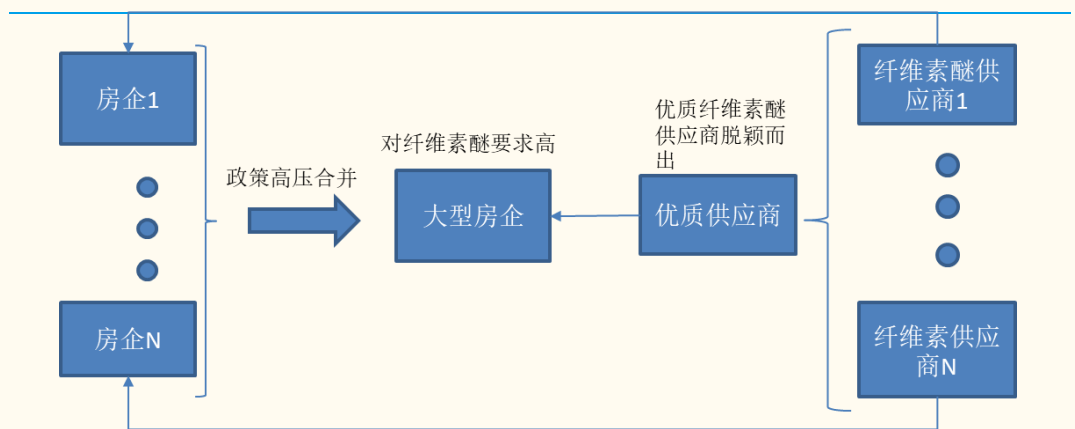 房企1
纤维素醚供
应商1
优质纤维素醚
供应商脱颖而
出
对纤维素醚要求高
政策高压合并
大型房企
优质供应商
房企N
纤维素供应
商N